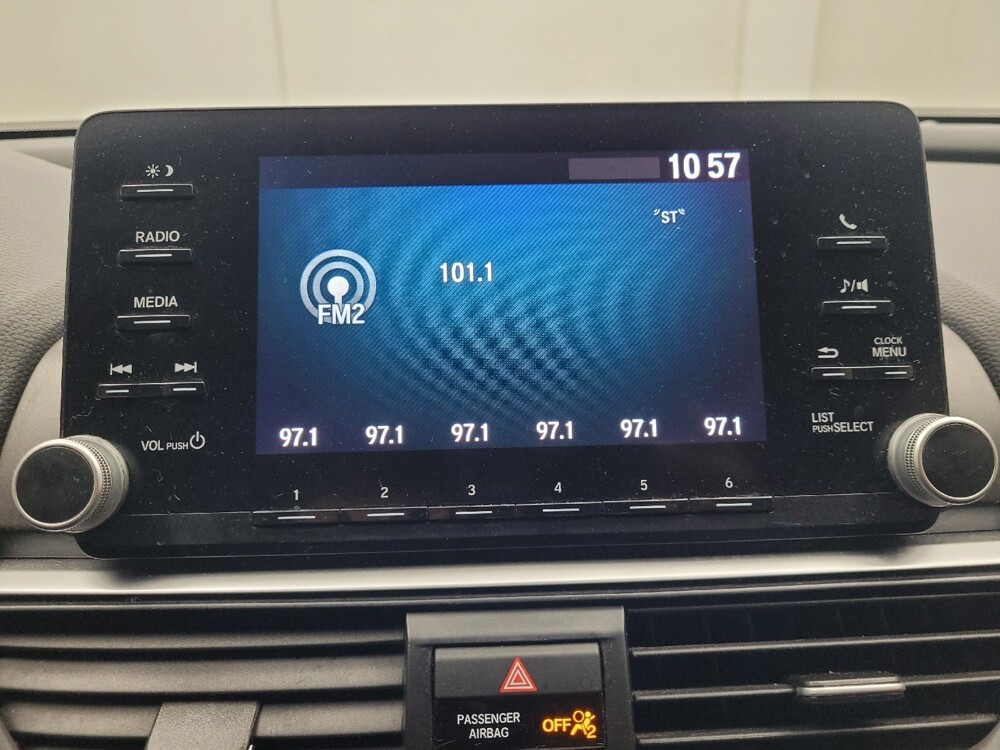 10 57
"ST"
RADIO
101.1
FM2
MEDIA
CLOCK
MENU
LIST
PUSH SELECT
VOL PUSH
97.1 97.1 97.1 97.1 97.1 97.1
1 2 3 4 5 6
PASSENGER
AIRBAG
OFF 2